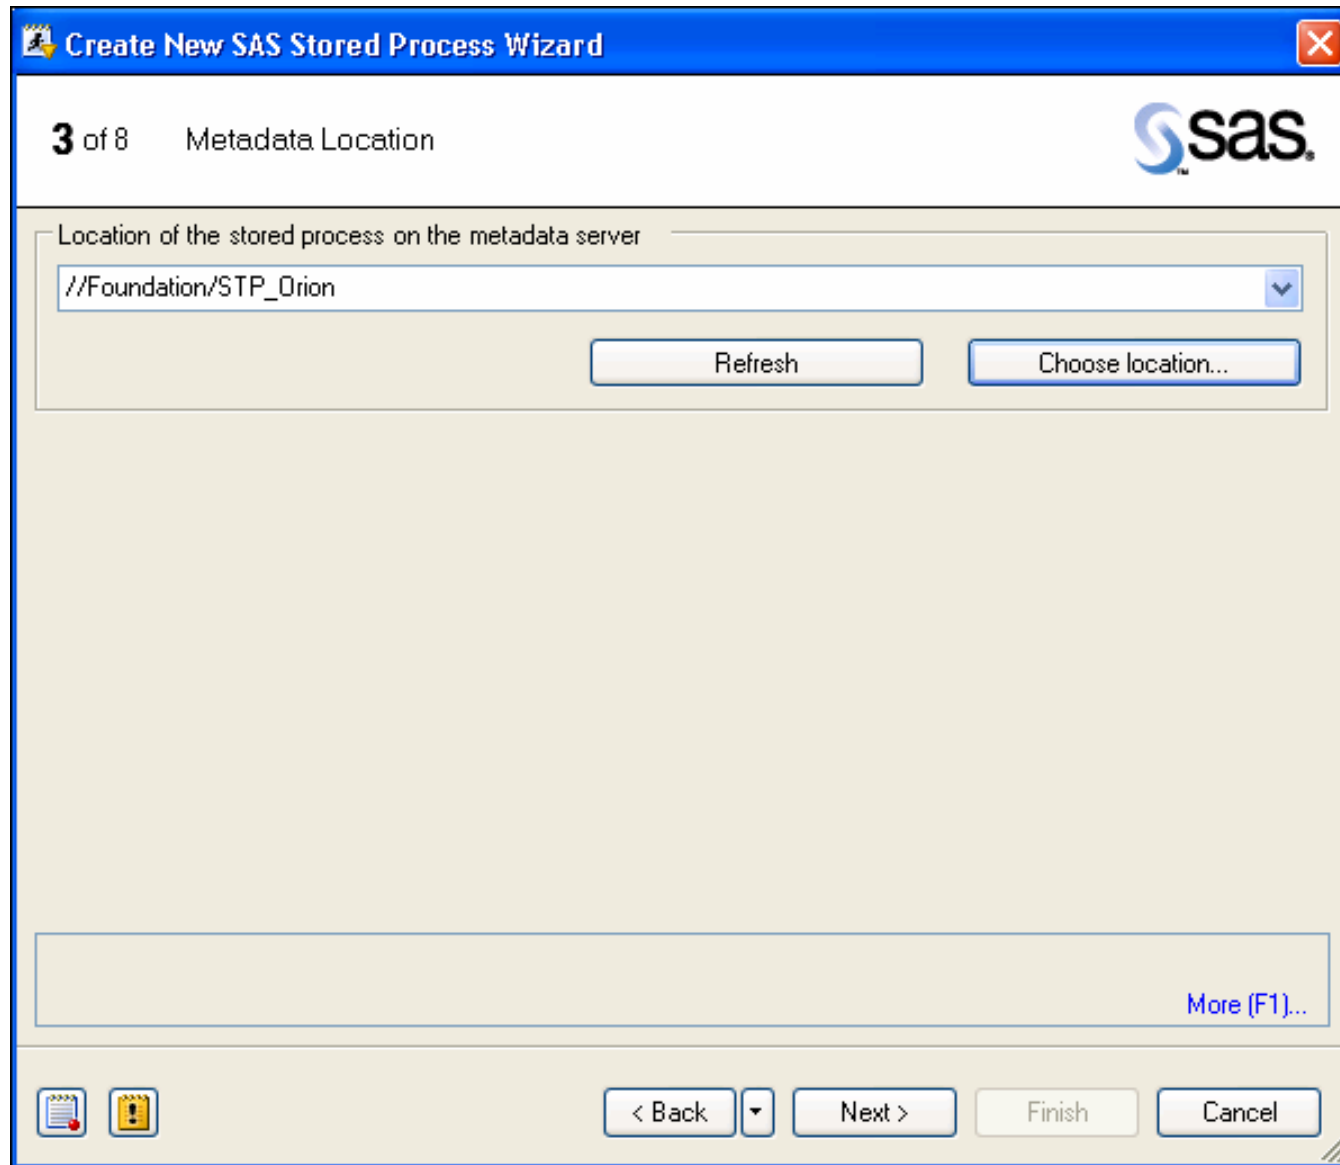 Create New SAS Stored Process Wizard
3 of 8 Metadata Location
sas.
TM
Location of the stored process on the metadata server
//Foundation/STP_Orion
Refresh Choose location...
More (F1)...
< Back Next > Finish Cancel